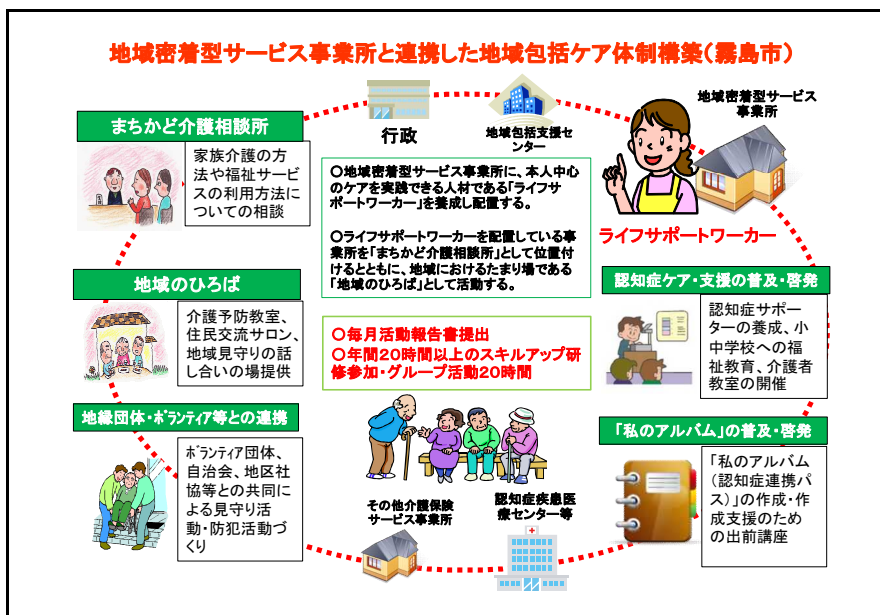 地域密着型サービス事業所と連携した地域包括ケア体制構築(霧島市)
行政
地域包括支援セ
ンター
地域密着型サービス
事業所
ライフサポートワーカー
まちかど介護相談所
家族介護の方
法や福祉サービ
スの利用方法に
ついての相談
○地域密着型サービス事業所に、本人中心
のケアを実践できる人材である「ライフサ
ポートワーカー」を養成し配置する。
○ライフサポートワーカーを配置している事
業所を「まちかど介護相談所」として位置付
けるとともに、地域におけるたまり場である
「地域のひろば」として活動する。
地域のひろば
介護予防教室、
住民交流サロン、
地域見守りの話
し合いの場提供
○毎月活動報告書提出
○年間20時間以上のスキルアップ研
修参加・グループ活動20時間
認知症ケア・支援の普及・啓発
認知症サポー
ターの養成、小
中学校への福
祉教育、介護者
教室の開催
地縁団体・ボランティア等との連携
ボランティア団体、
自治会、地区社
協等との共同に
よる見守り活
動・防犯活動づ
くり
「私のアルバム」の普及・啓発
「私のアルバム
(認知症連携パ
ス)」の作成・作
成支援のため
の出前講座
その他介護保険
サービス事業所
認知症疾患医
療センター等